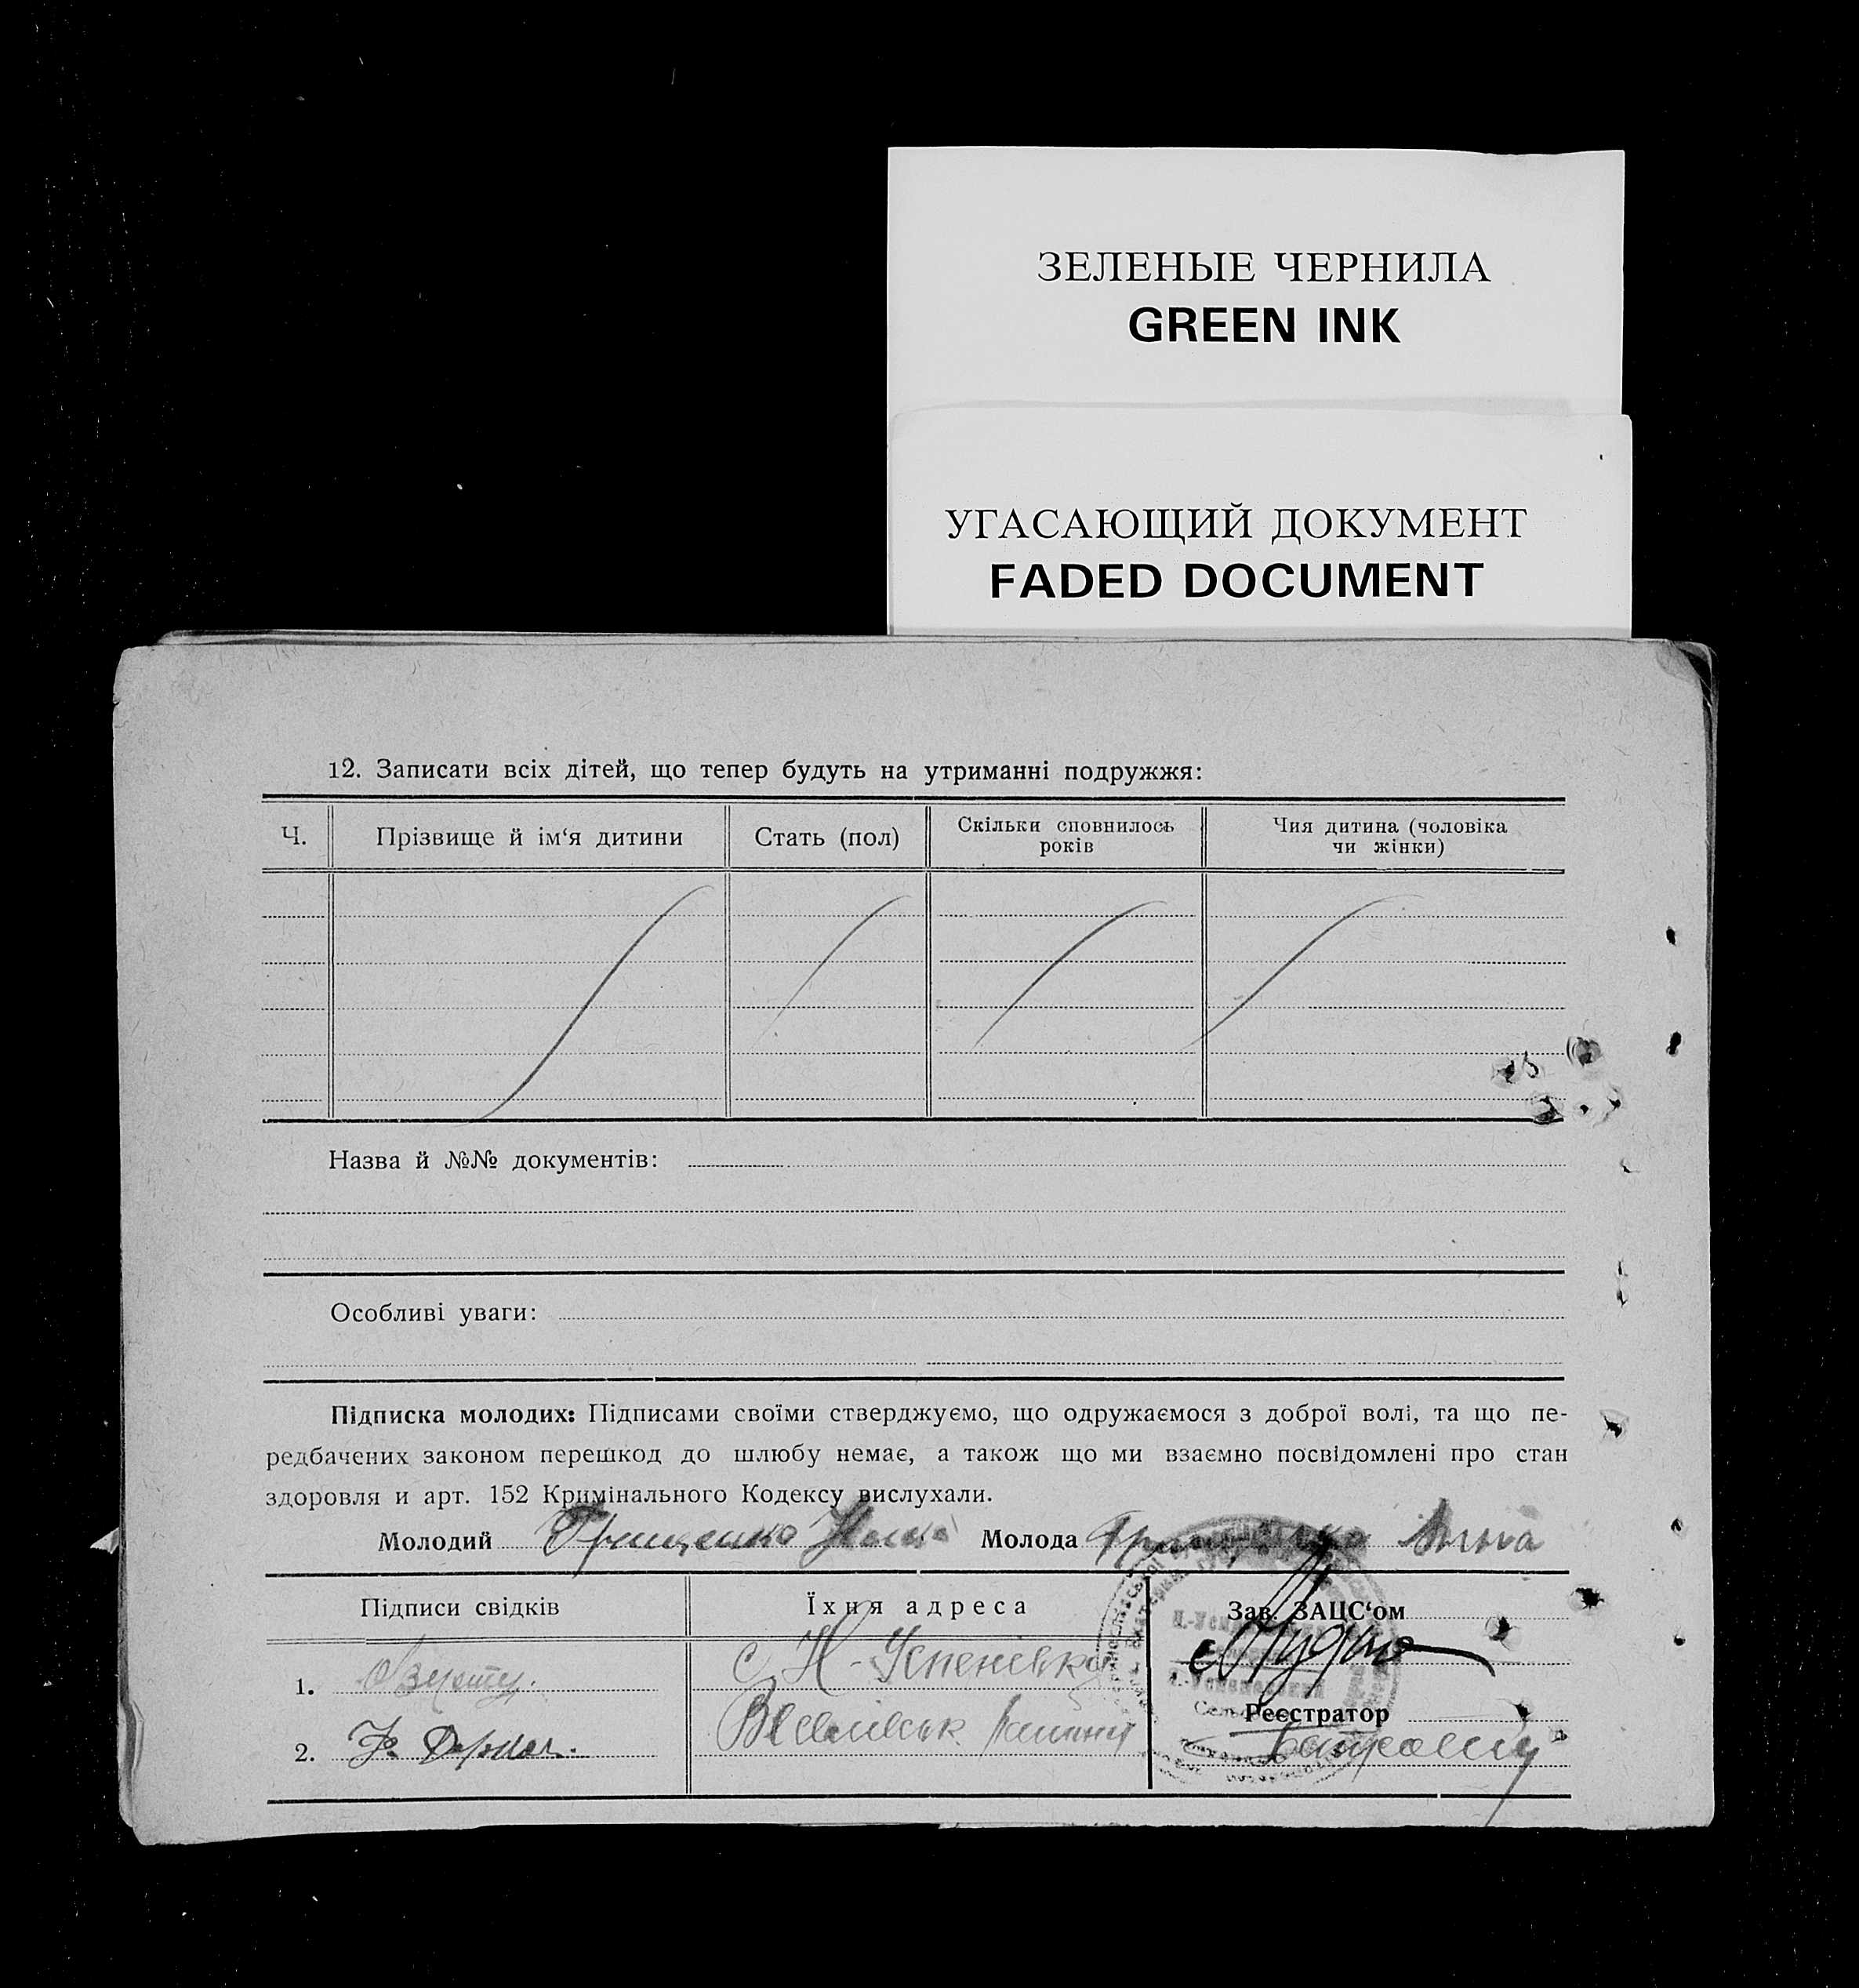 ЗЕЛЕНЫЕ ЧЕРНИЛА
GREEN INK
УГАСАЮЩИЙ ДОКУМЕНТ
FADED DOCUMENT
12. Записати всіх дітей, що тепер будуть на утриманні подружжя:
Ч. Прізвище й ім‘я дитини Стать (пол) Скільки сповнилось років Чия дитина (чоловіка чи жінки)
Назва й №№ документів:
Особливі уваги:
Підписка молодих: Підписами своїми стверджуємо, що одружаємося з доброї волі, та що пе-
редбачених законом перешкод до шлюбу немає, а також що ми взаємно посвідомлені про стан
здоровля и арт. 152 Кримінального Кодексу вислухали.
Молодий Грищенко Молода
Підписи свідків Їхня адреса Зав. ЗАЦС‘ом
1. с. Н-Успенівка
Реєстратор
2.